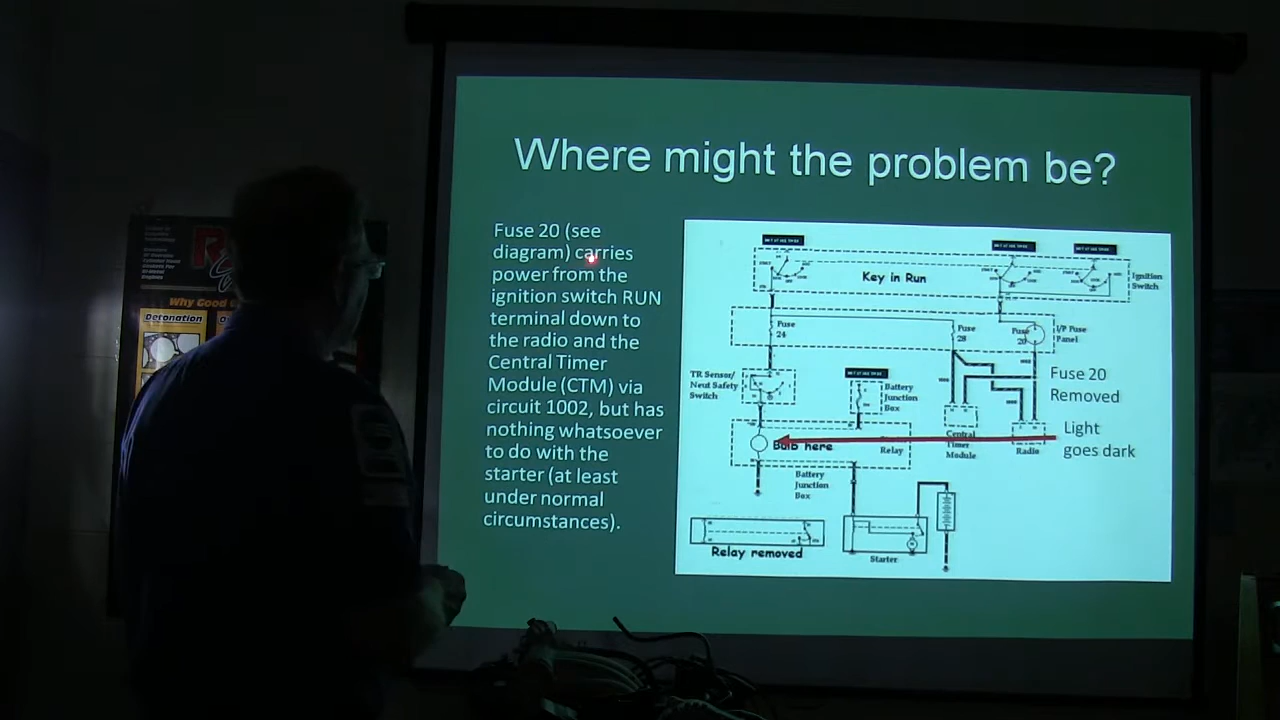 Where might the problem be?
Fuse 20 (see
diagram) carries
power from the
ignition switch RUN
terminal down to
the radio and the
Central Timer
Module (CTM) via
circuit 1002, but has
nothing whatsoever
to do with the
starter (at least
under normal
circumstances).
Key in Run
Ignition
Switch
Fuse
24
Fuse
28
Fuse
20
I/P Fuse
Panel
TR Sensor/
Neut Safety
Switch
Battery
Junction
Box
Fuse 20
Removed
Bulb here
Relay
Central
Timer
Module
Radio
Light
goes dark
Battery
Junction
Box
Relay removed
Starter
Why Good
Detonation